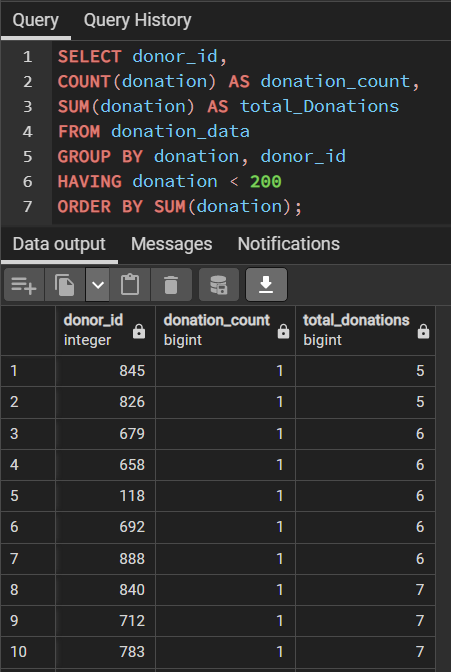 Query Query History
1 SELECT donor_id,
2 COUNT(donation) AS donation_count,
3 SUM(donation) AS total_Donations
4 FROM donation_data
5 GROUP BY donation, donor_id
6 HAVING donation < 200
7 ORDER BY SUM(donation);
Data output Messages Notifications
donor_id donation_count total_donations
integer bigint bigint
1 845 1 5
2 826 1 5
3 679 1 6
4 658 1 6
5 118 1 6
6 692 1 6
7 888 1 6
8 840 1 7
9 712 1 7
10 783 1 7